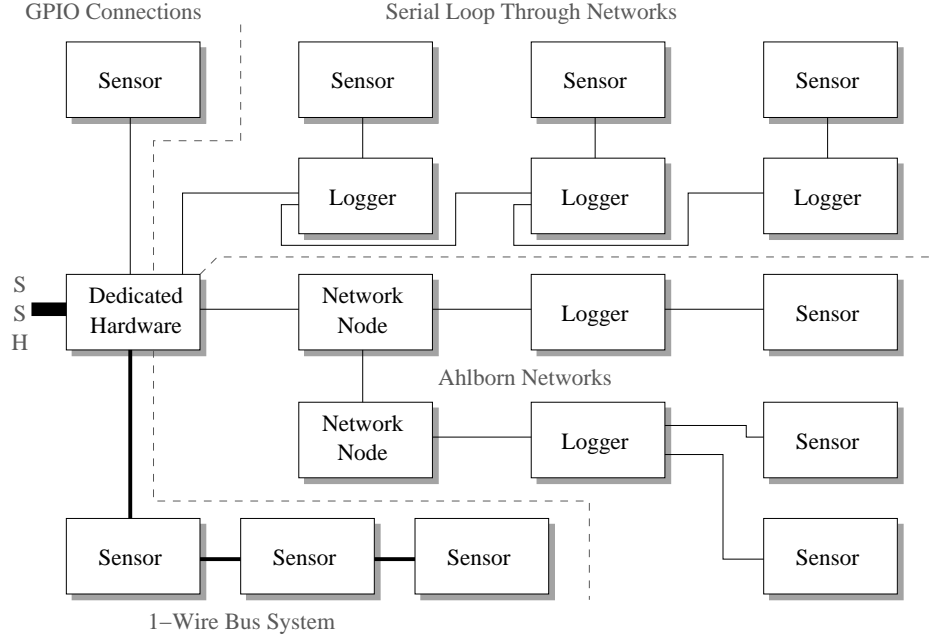 GPIO Connections
Serial Loop Through Networks
Sensor
Sensor
Sensor
Sensor
Logger
Logger
Logger
S
S
H
Dedicated
Hardware
Network
Node
Logger
Sensor
Ahlborn Networks
Network
Node
Logger
Sensor
Sensor
Sensor
Sensor
Sensor
1−Wire Bus System